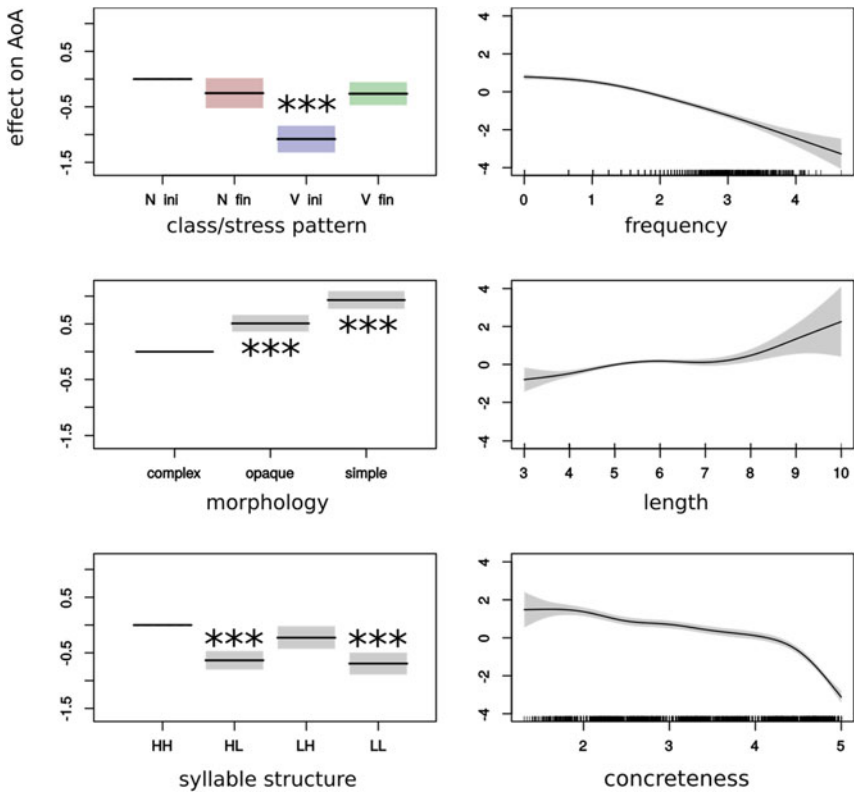 effect on AoA
0.5
-0.5
-1.5
***
N ini N fin V ini V fin
class/stress pattern
4
2
0
-2
-4
0 1 2 3 4
frequency
0.5
-0.5
-1.5
***
***
complex opaque simple
morphology
4
2
0
-2
-4
3 4 5 6 7 8 9 10
length
0.5
-0.5
-1.5
*** ***
HH HL LH LL
syllable structure
4
2
0
-2
-4
2 3 4 5
concreteness